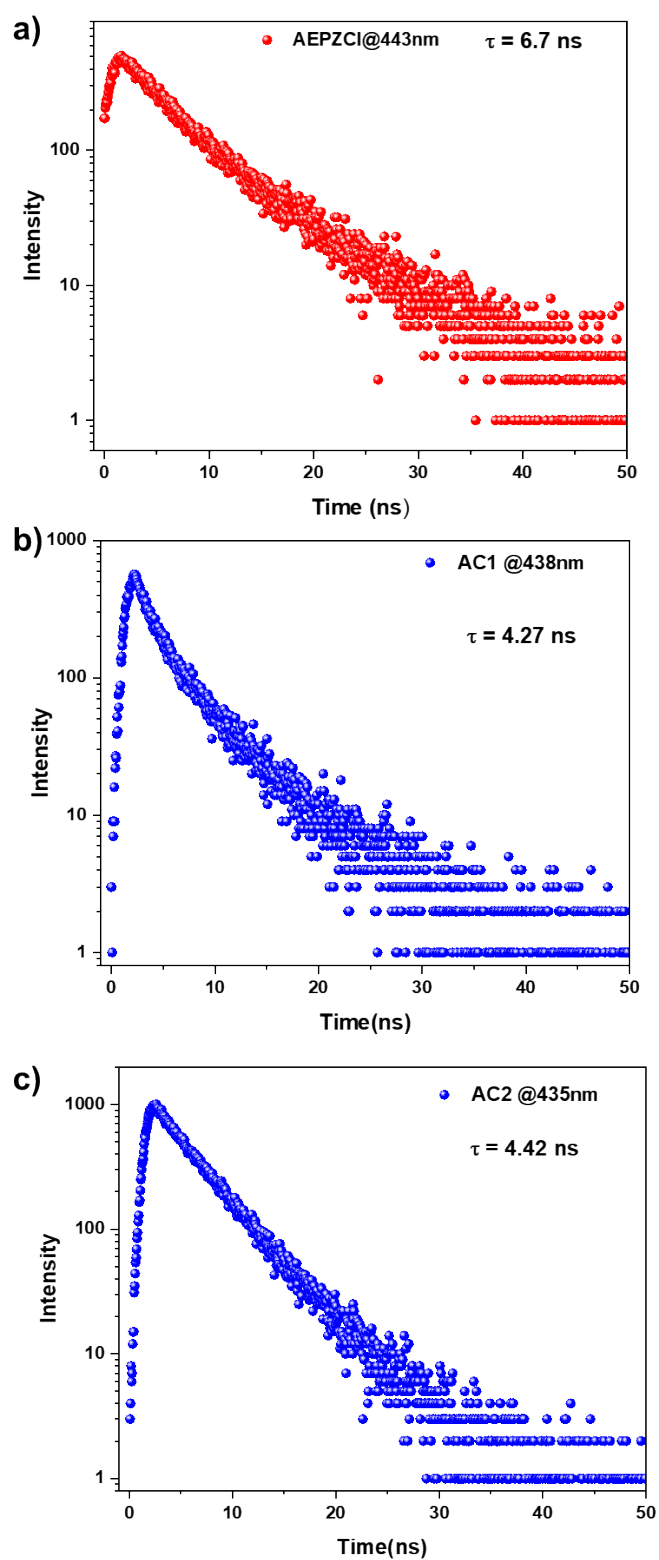 a)
AEPZCl@443nm
τ = 6.7 ns
100
10
1
Intensity
0 10 20 30 40 50
Time (ns)
b)
1000
AC1 @438nm
τ = 4.27 ns
100
10
1
Intensity
0 10 20 30 40 50
Time(ns)
c)
1000
AC2 @435nm
τ = 4.42 ns
100
10
1
Intensity
0 10 20 30 40 50
Time(ns)